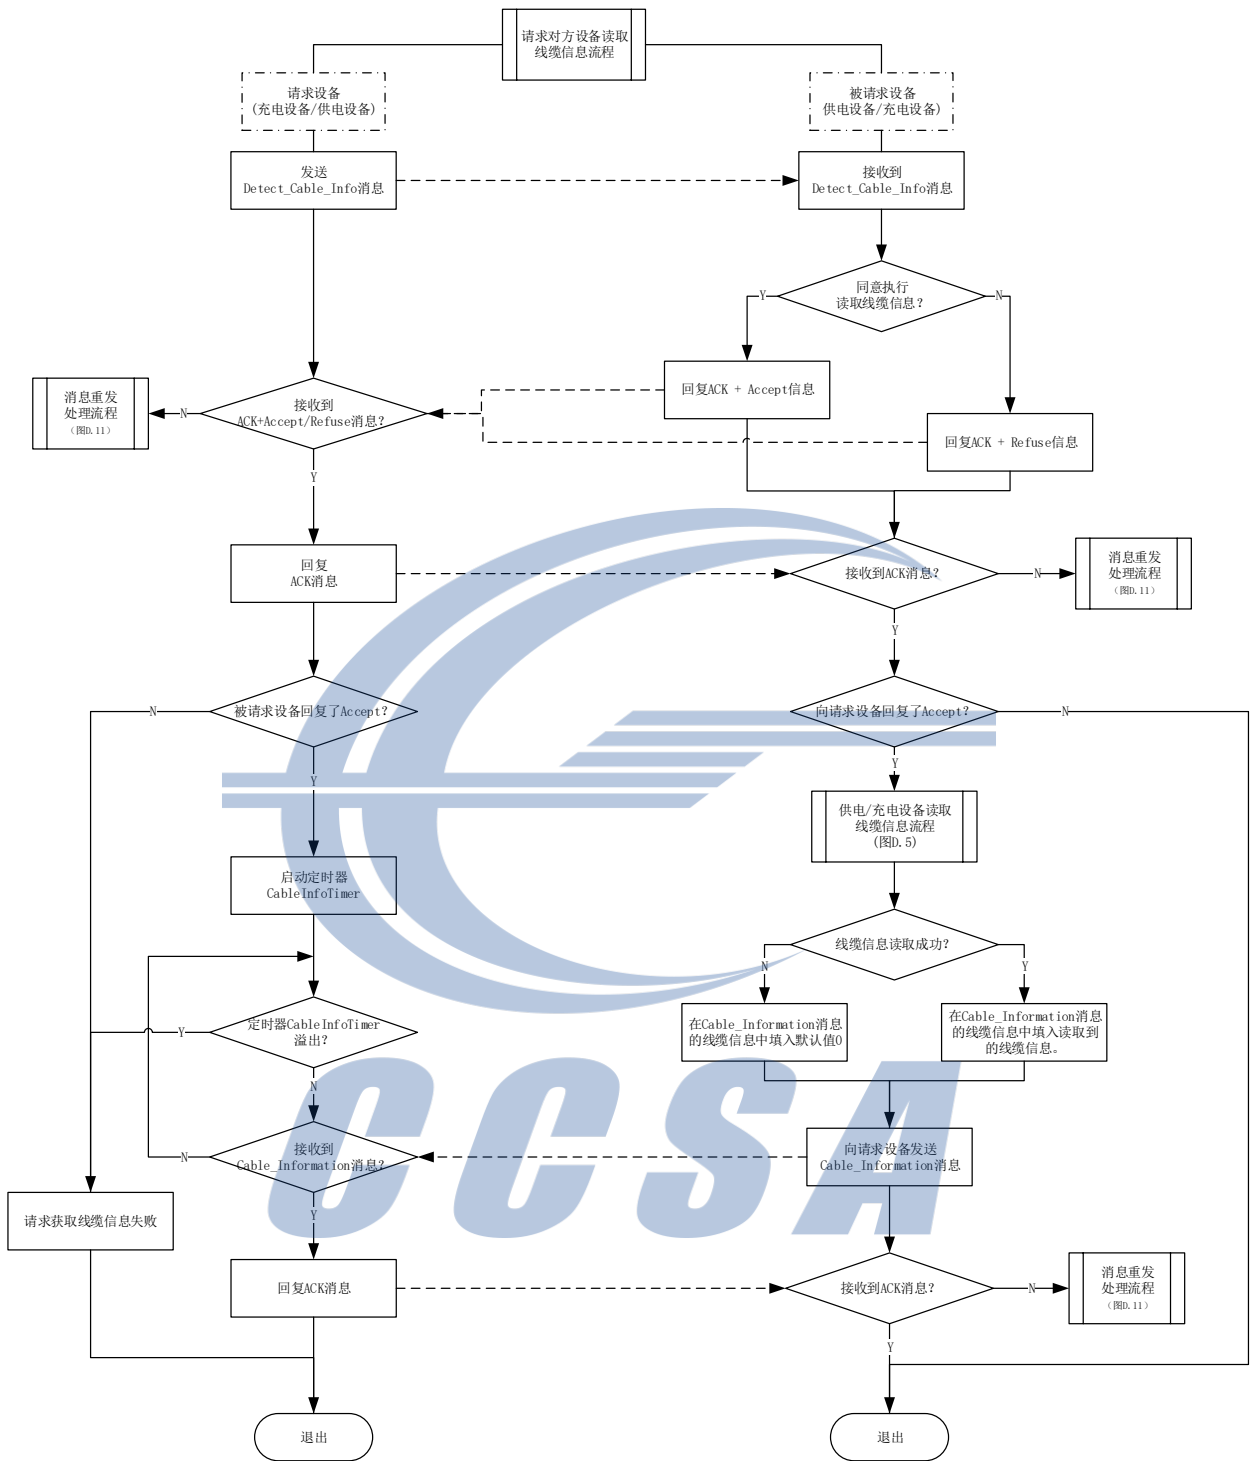 请求对方设备读取
线缆信息流程
请求设备
(充电设备/供电设备)
被请求设备
供电设备/充电设备)
发送
Detect_Cable_Info消息
接收到
Detect_Cable_Info消息
同意执行
读取线缆信息?
Y
N
回复ACK + Accept信息
消息重发
处理流程
(图D.11)
N
接收到
ACK+Accept/Refuse消息?
回复ACK + Refuse信息
Y
回复
ACK消息
接收到ACK消息?
N
消息重发
处理流程
(图D.11)
Y
N
被请求设备回复了Accept?
向请求设备回复了Accept?
N
Y
Y
供电/充电设备读取
线缆信息流程
(图D.5)
启动定时器
CableInfoTimer
线缆信息读取成功?
N
Y
在Cable_Information消息
的线缆信息中填入默认值0
在Cable_Information消息
的线缆信息中填入读取到
的线缆信息。
Y
定时器CableInfoTimer
溢出?
N
N
接收到
Cable_Information消息?
向请求设备发送
Cable_Information消息
CCSA
请求获取线缆信息失败
Y
回复ACK消息
接收到ACK消息?
N
消息重发
处理流程
(图D.11)
Y
退出
退出